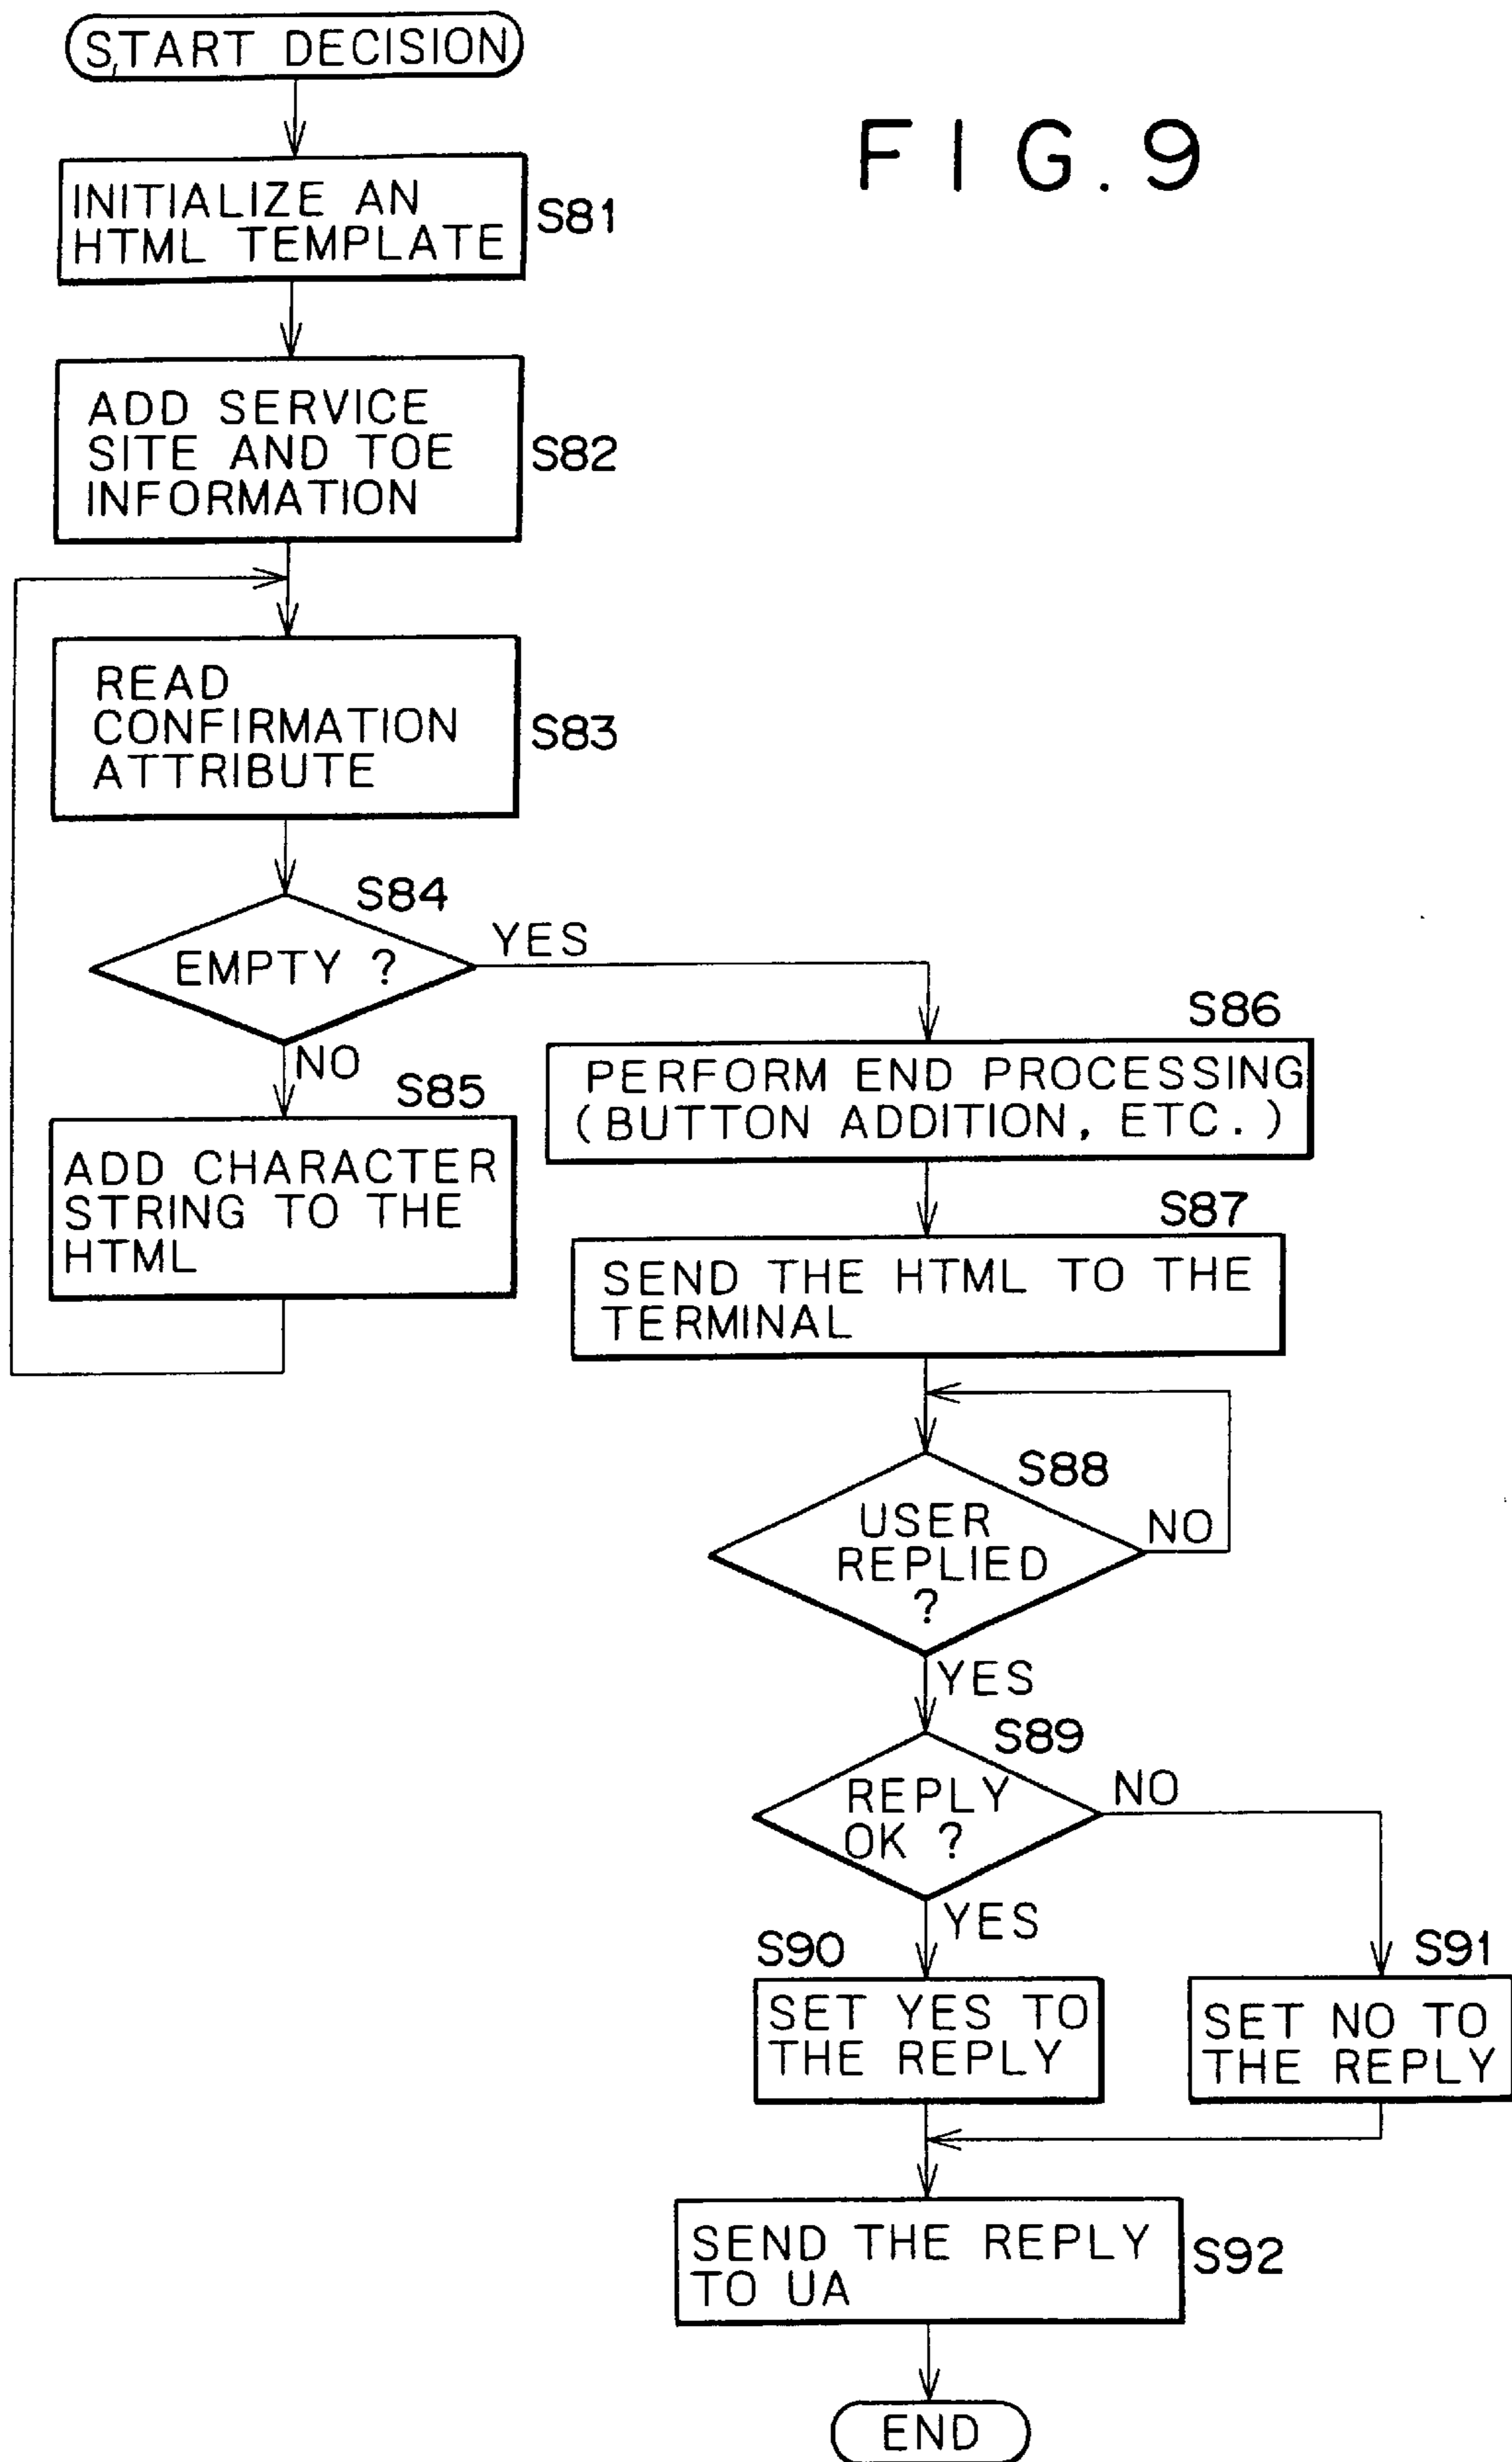 START DECISION
FIG.9
INITIALIZE AN
HTML TEMPLATE
S81
ADD SERVICE
SITE AND TOE
INFORMATION
S82
READ
CONFIRMATION
ATTRIBUTE
S83
S84
EMPTY ?
YES
NO
S85
ADD CHARACTER
STRING TO THE
HTML
S86
PERFORM END PROCESSING
(BUTTON ADDITION, ETC.)
S87
SEND THE HTML TO THE
TERMINAL
S88
USER
REPLIED
?
NO
YES
S89
REPLY
OK ?
NO
YES
S90
SET YES TO
THE REPLY
S91
SET NO TO
THE REPLY
SEND THE REPLY
TO UA
S92
END